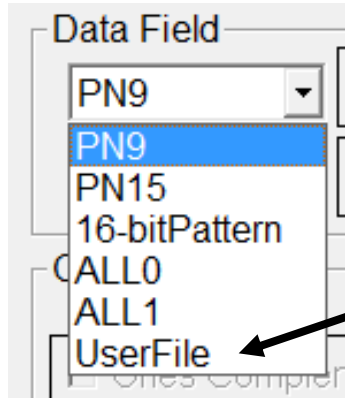 Data Field
PN9
PN9
PN15
16-bitPattern
ALL0
ALL1
UserFile